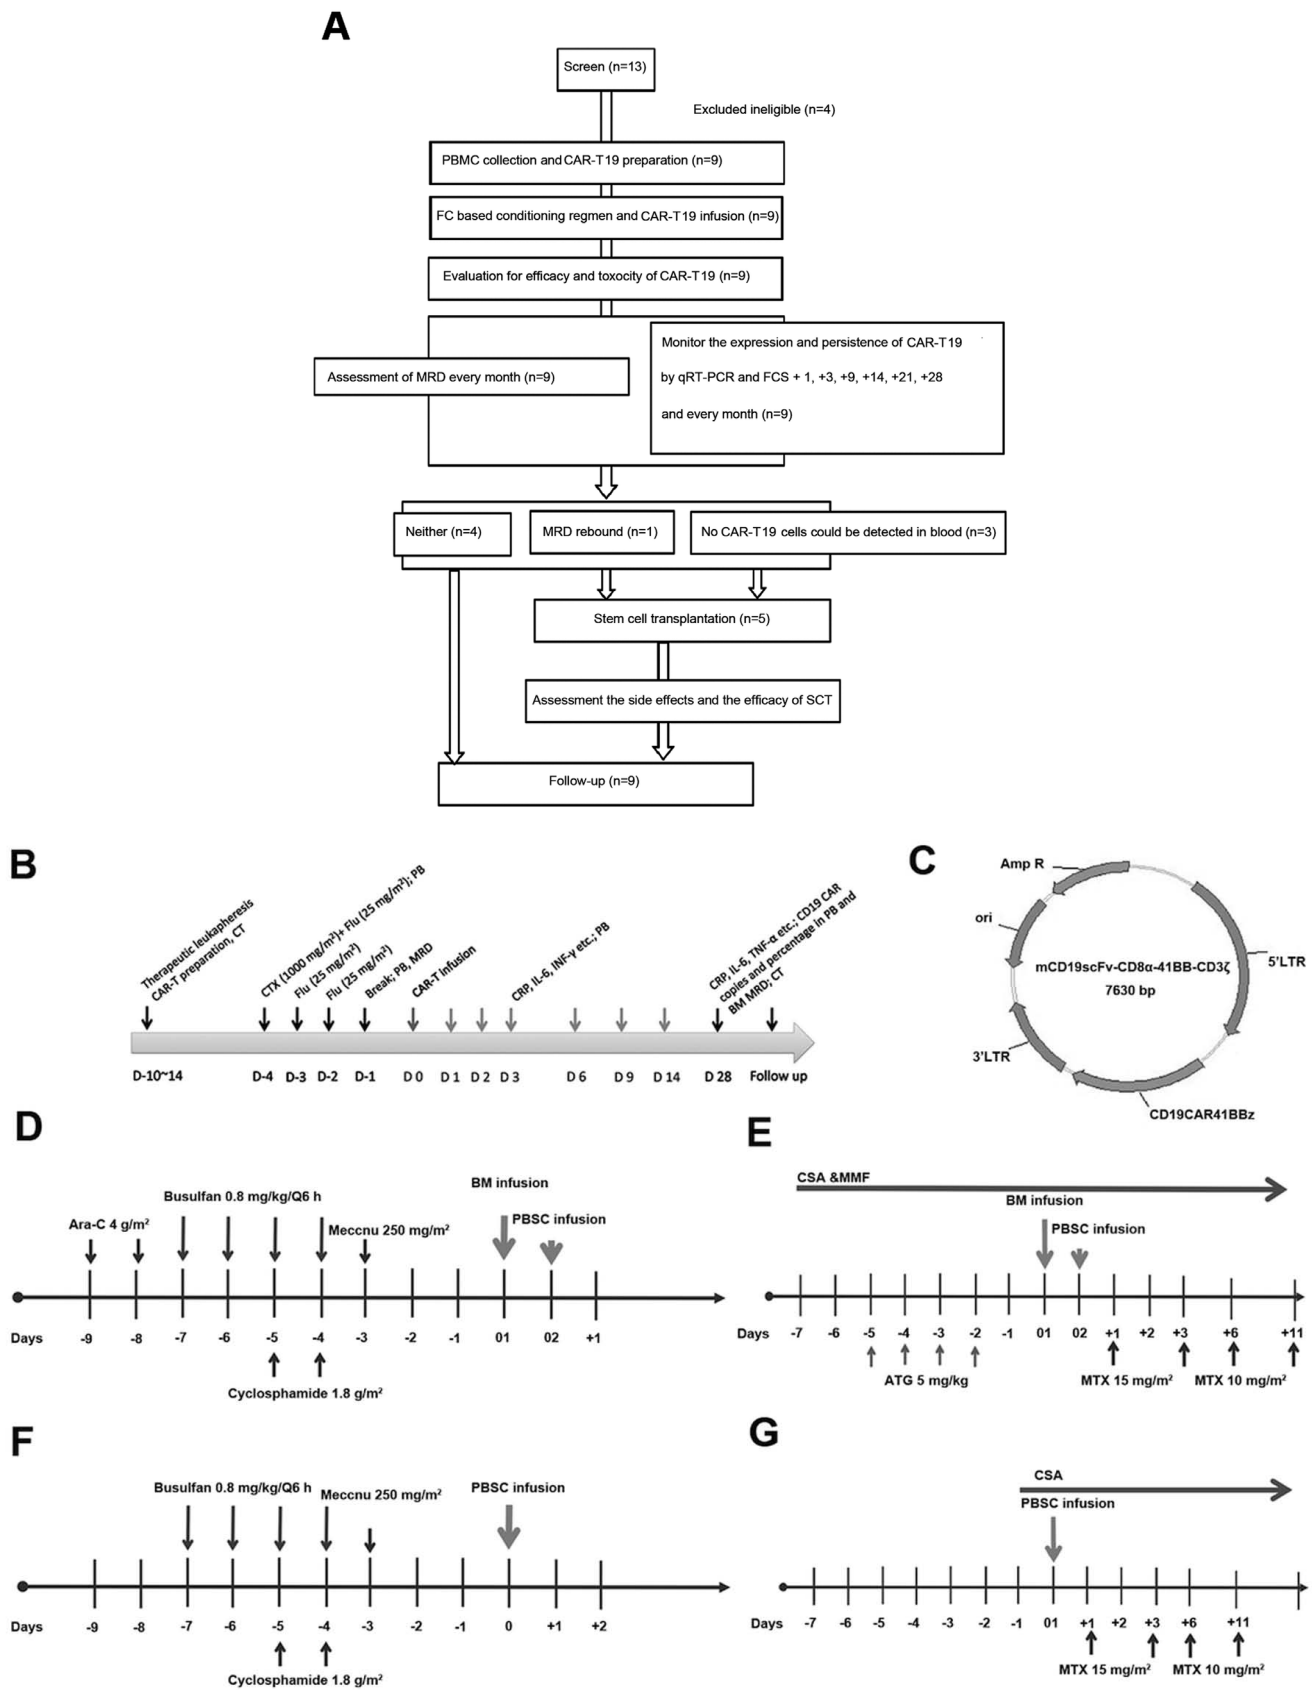 A
Screen (n=13)
Excluded ineligible (n=4)
PBMC collection and CAR-T19 preparation (n=9)
FC based conditioning regmen and CAR-T19 infusion (n=9)
Evaluation for efficacy and toxocity of CAR-T19 (n=9)
Assessment of MRD every month (n=9)
Monitor the expression and persistence of CAR-T19
by qRT-PCR and FCS + 1, +3, +9, +14, +21, +28
and every month (n=9)
Neither (n=4)
MRD rebound (n=1)
No CAR-T19 cells could be detected in blood (n=3)
Stem cell transplantation (n=5)
Assessment the side effects and the efficacy of SCT
Follow-up (n=9)
B
Therapeutic leukapheresis
CAR-T preparation, CT
CTX (1000 mg/m²)+ Flu (25 mg/m²); PB
Flu (25 mg/m²)
Flu (25 mg/m²)
Break; PB, MRD
CAR-T infusion
CRP, IL-6, INF-γ etc.; PB
CRP, IL-6, TNF-α etc.; CD19 CAR
copies and percentage in PB and
BM MRD; CT
D-10~14 D-4 D-3 D-2 D-1 D 0 D 1 D 2 D 3 D 6 D 9 D 14 D 28 Follow up
C
Amp R
ori
5'LTR
mCD19scFv-CD8α-41BB-CD3ζ
7630 bp
3'LTR
CD19CAR41BBz
D
BM infusion
Busulfan 0.8 mg/kg/Q6 h
PBSC infusion
Ara-C 4 g/m²
Meccnu 250 mg/m²
Days -9 -8 -7 -6 -5 -4 -3 -2 -1 01 02 +1
Cyclosphamide 1.8 g/m²
E
CSA &MMF
BM infusion
PBSC infusion
Days -7 -6 -5 -4 -3 -2 -1 01 02 +1 +2 +3 +6 +11
ATG 5 mg/kg MTX 15 mg/m² MTX 10 mg/m²
F
Busulfan 0.8 mg/kg/Q6 h
Meccnu 250 mg/m²
PBSC infusion
Days -9 -8 -7 -6 -5 -4 -3 -2 -1 0 +1 +2
Cyclosphamide 1.8 g/m²
G
CSA
PBSC infusion
Days -7 -6 -5 -4 -3 -2 -1 01 +1 +2 +3 +6 +11
MTX 15 mg/m² MTX 10 mg/m²